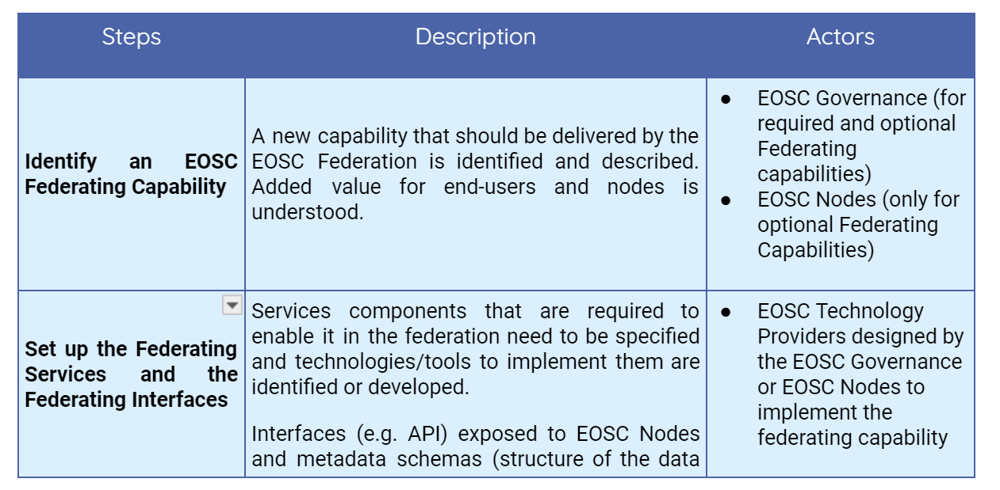 Steps
Description
Actors
Identify an EOSC
Federating Capability
A new capability that should be delivered by the
EOSC Federation is identified and described.
Added value for end-users and nodes is
understood.
● EOSC Governance (for
required and optional
Federating
capabilities)
● EOSC Nodes (only for
optional Federating
Capabilities)
Set up the Federating
Services and the
Federating Interfaces
Services components that are required to
enable it in the federation need to be specified
and technologies/tools to implement them are
identified or developed.
Interfaces (e.g. API) exposed to EOSC Nodes
and metadata schemas (structure of the data
● EOSC Technology
Providers designed by
the EOSC Governance
or EOSC Nodes to
implement the
federating capability